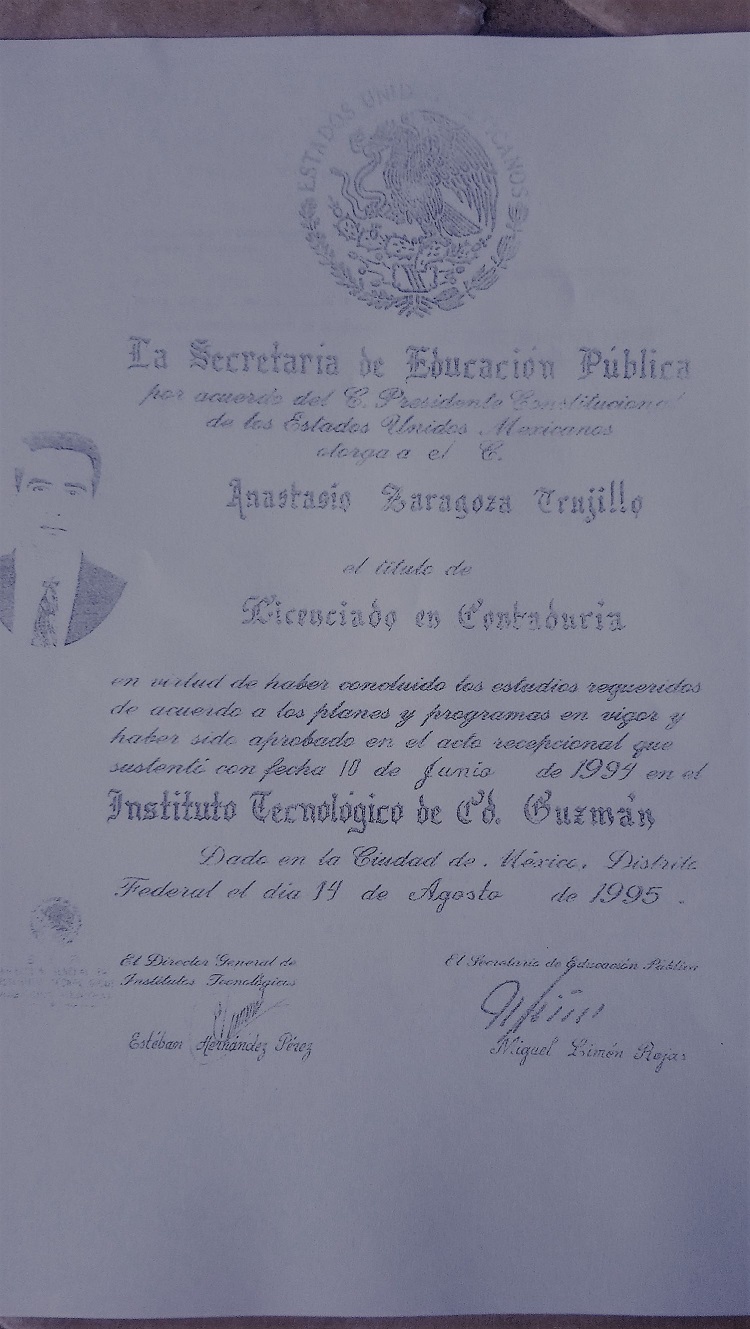 ESTADOS UNIDOS MEXICANOS
La Secretaría de Educación Pública
por acuerdo del C. Presidente Constitucional
de los Estados Unidos Mexicanos
otorga a el C.
Anastasio Zaragoza Trujillo
el título de
Licenciado en Contaduría
en virtud de haber concluido los estudios requeridos
de acuerdo a los planes y programas en vigor y
haber sido aprobado en el acto recepcional que
sustentó con fecha 10 de Junio de 1994 en el
Instituto Tecnológico de Cd. Guzmán
Dado en la Ciudad de México, Distrito
Federal el día 14 de Agosto de 1995.
El Director General de
Institutos Tecnológicos
Estéban Hernández Pérez
El Secretario de Educación Pública
Miguel Limón Rojas